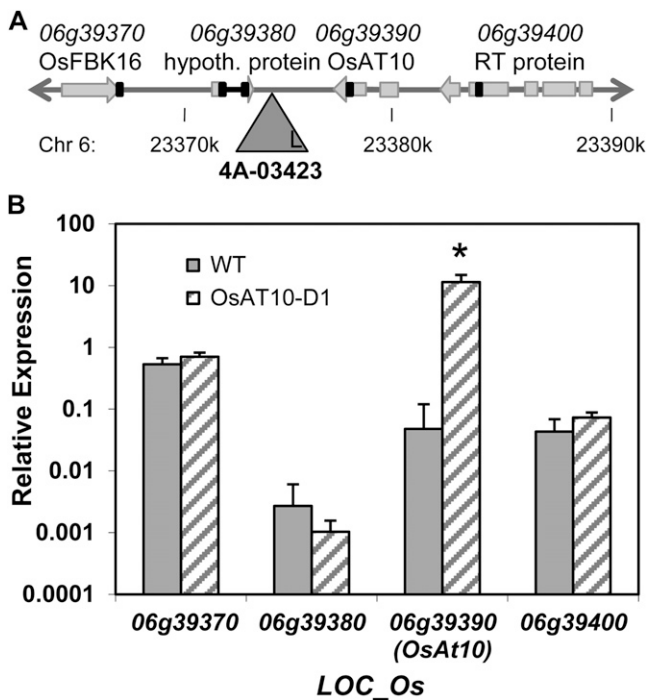 A
06g39370 06g39380 06g39390 06g39400
OsFBK16 hypoth. protein OsAT10 RT protein
Chr 6: 23370k 23380k 23390k
L
4A-03423
B
100
10
1
0.1
0.01
0.001
0.0001
Relative Expression
WT
OsAT10-D1
*
06g39370 06g39380 06g39390 06g39400
(OsAt10)
LOC_Os